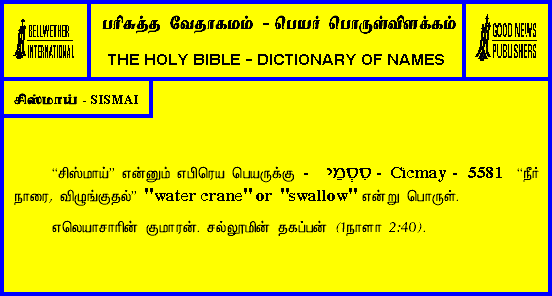 BELLWETHER
INTERNATIONAL
பரிசுத்த வேதாகமம் - பெயர் பொருள்விளக்கம்
THE HOLY BIBLE - DICTIONARY OF NAMES
GOOD NEWS
PUBLISHERS
சிஸ்மாய் - SISMAI
"சிஸ்மாய்" என்னும் எபிரெய பெயருக்கு - סִסְמַי - Cicmay - 5581 "நீர்
நாரை, விழுங்குதல்" "water crane" or "swallow" என்று பொருள்.
எலெயாசாரின் குமாரன். சல்லூமின் தகப்பன் (1நாளா 2:40).